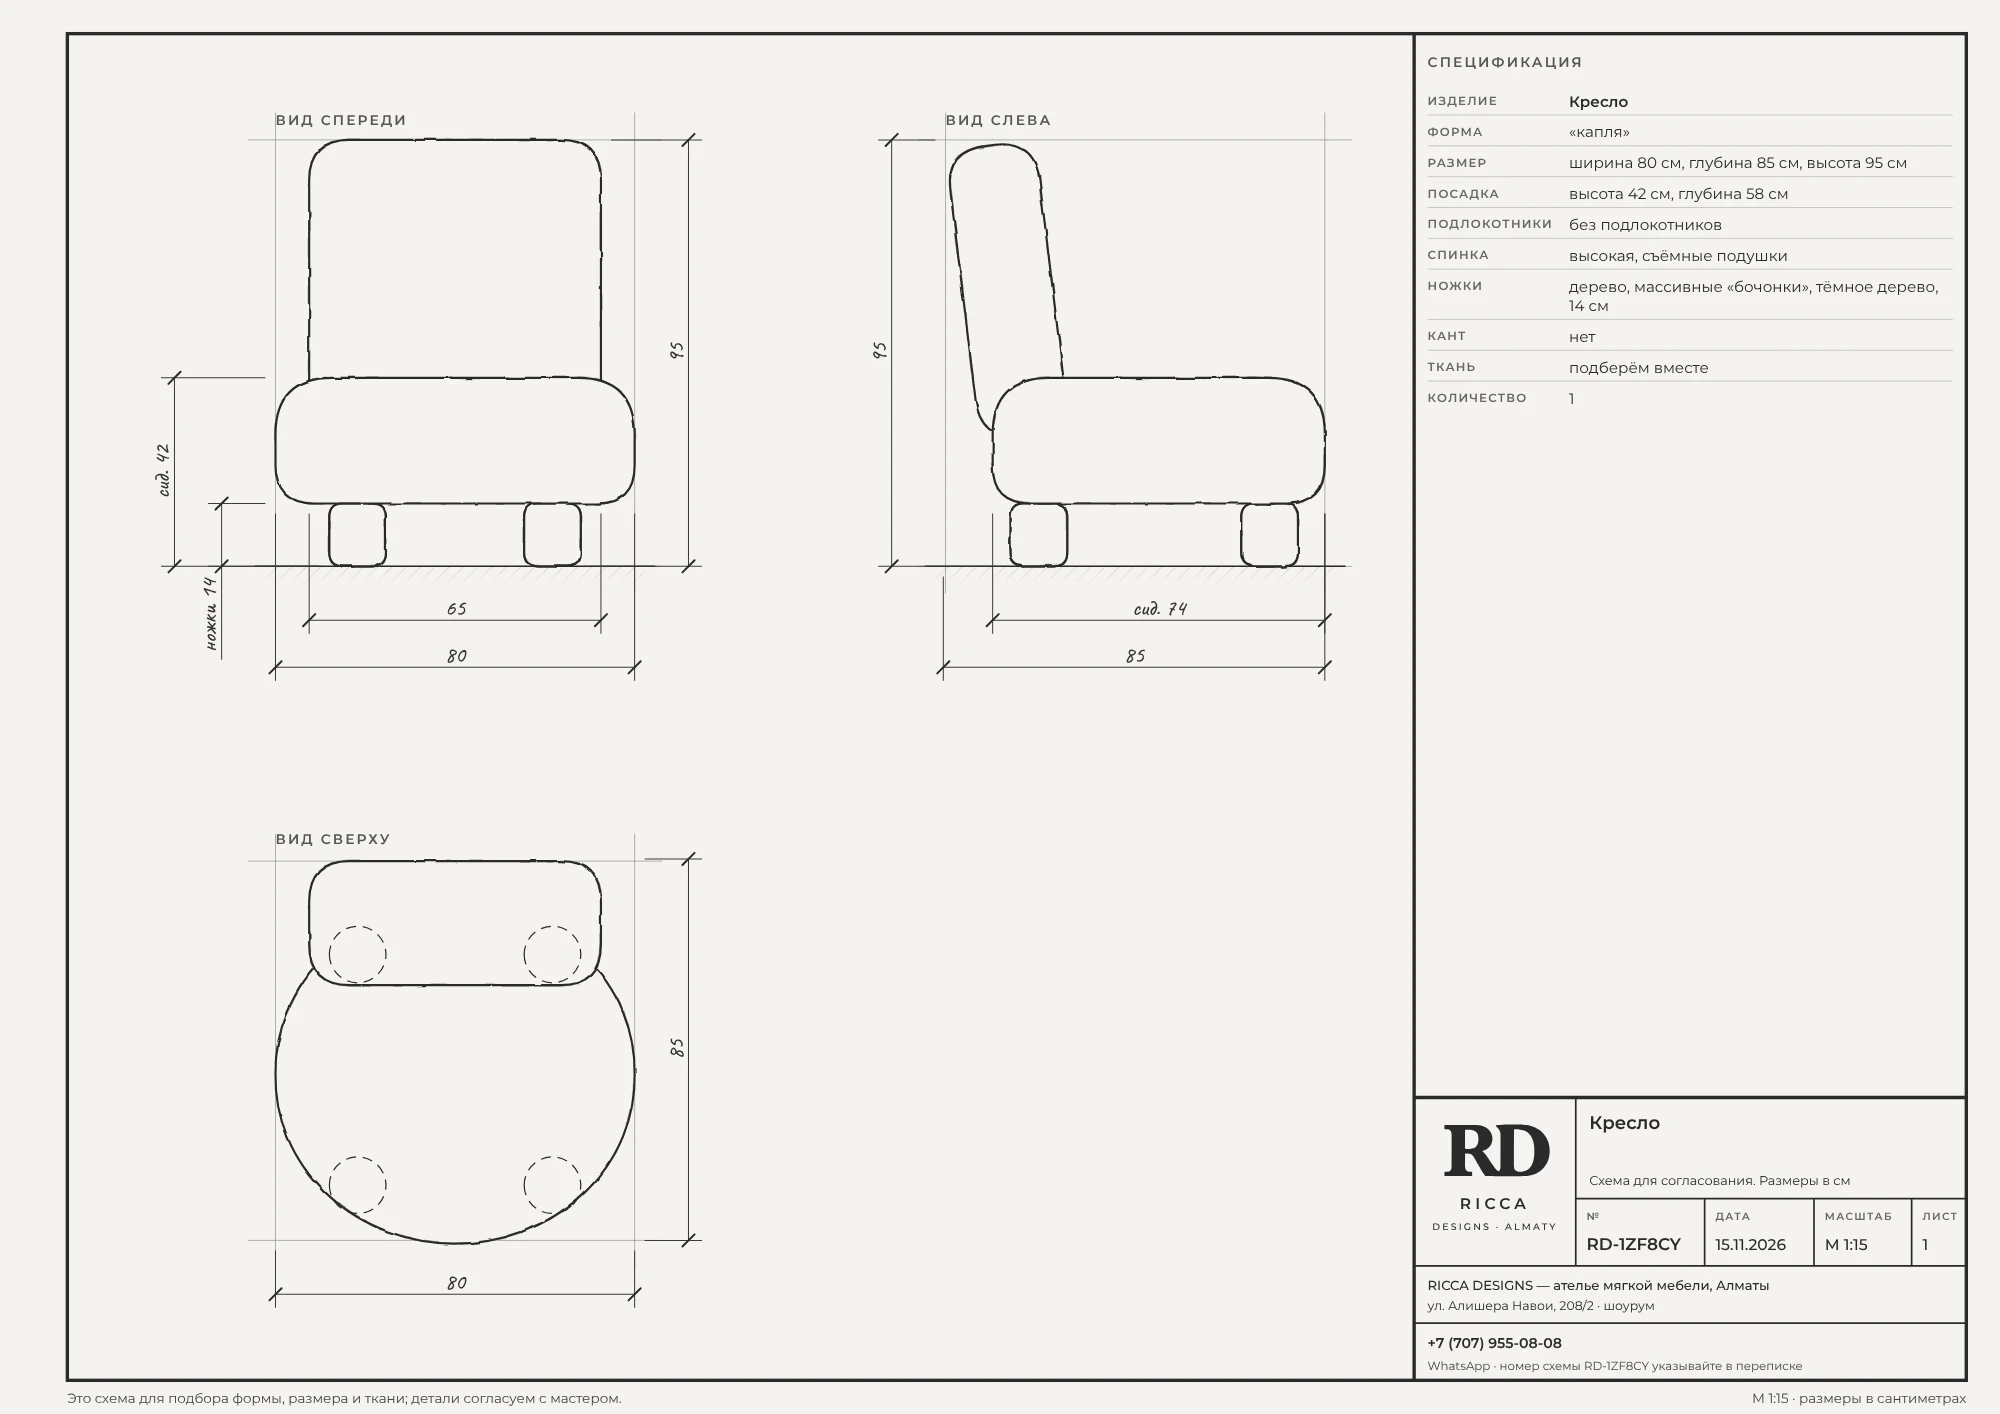 ВИД СПЕРЕДИ
95
сид. 42
ножки 14
65
80
ВИД СЛЕВА
95
сид. 74
85
ВИД СВЕРХУ
85
80
СПЕЦИФИКАЦИЯ
ИЗДЕЛИЕ Кресло
ФОРМА «капля»
РАЗМЕР ширина 80 см, глубина 85 см, высота 95 см
ПОСАДКА высота 42 см, глубина 58 см
ПОДЛОКОТНИКИ без подлокотников
СПИНКА высокая, съёмные подушки
НОЖКИ дерево, массивные «бочонки», тёмное дерево,
14 см
КАНТ нет
ТКАНЬ подберём вместе
КОЛИЧЕСТВО 1
RD
RICCA
DESIGNS · ALMATY
Кресло
Схема для согласования. Размеры в см
№ ДАТА МАСШТАБ ЛИСТ
RD-1ZF8CY 15.11.2026 М 1:15 1
RICCA DESIGNS — ателье мягкой мебели, Алматы
ул. Алишера Навои, 208/2 · шоурум
+7 (707) 955-08-08
WhatsApp · номер схемы RD-1ZF8CY указывайте в переписке
Это схема для подбора формы, размера и ткани; детали согласуем с мастером.
М 1:15 · размеры в сантиметрах